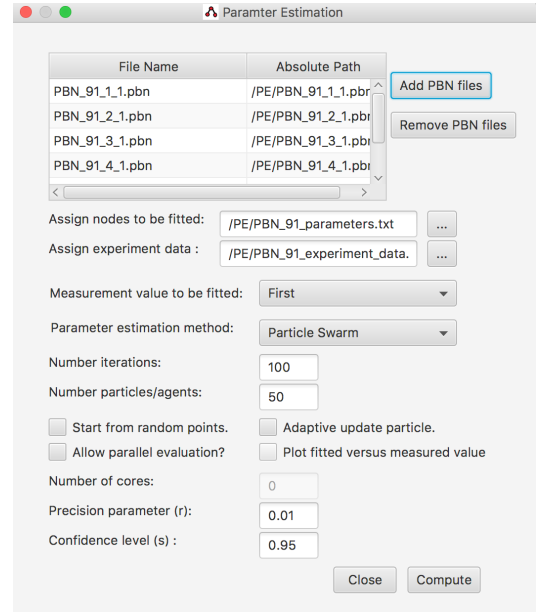 Paramter Estimation
File Name Absolute Path
PBN_91_1_1.pbn /PE/PBN_91_1_1.pbr
PBN_91_2_1.pbn /PE/PBN_91_2_1.pbr
PBN_91_3_1.pbn /PE/PBN_91_3_1.pbr
PBN_91_4_1.pbn /PE/PBN_91_4_1.pbr
Add PBN files
Remove PBN files
Assign nodes to be fitted: /PE/PBN_91_parameters.txt ...
Assign experiment data : /PE/PBN_91_experiment_data. ...
Measurement value to be fitted: First
Parameter estimation method: Particle Swarm
Number iterations: 100
Number particles/agents: 50
Start from random points. Adaptive update particle.
Allow parallel evaluation? Plot fitted versus measured value
Number of cores: 0
Precision parameter (r): 0.01
Confidence level (s) : 0.95
Close Compute